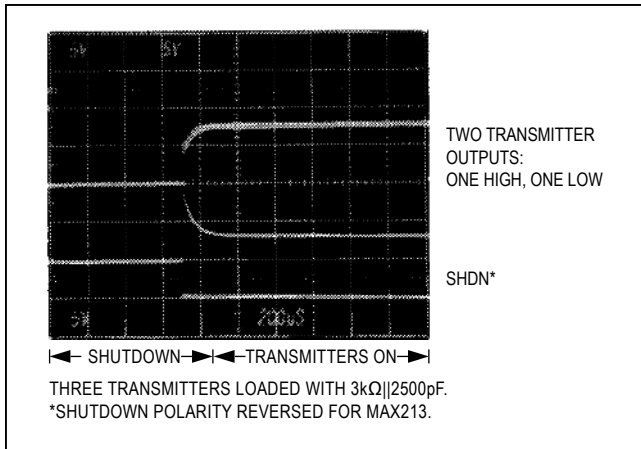 5V 5V
TWO TRANSMITTER
OUTPUTS:
ONE HIGH, ONE LOW
SHDN*
5V 200uS
SHUTDOWN TRANSMITTERS ON
THREE TRANSMITTERS LOADED WITH 3kΩ||2500pF.
*SHUTDOWN POLARITY REVERSED FOR MAX213.